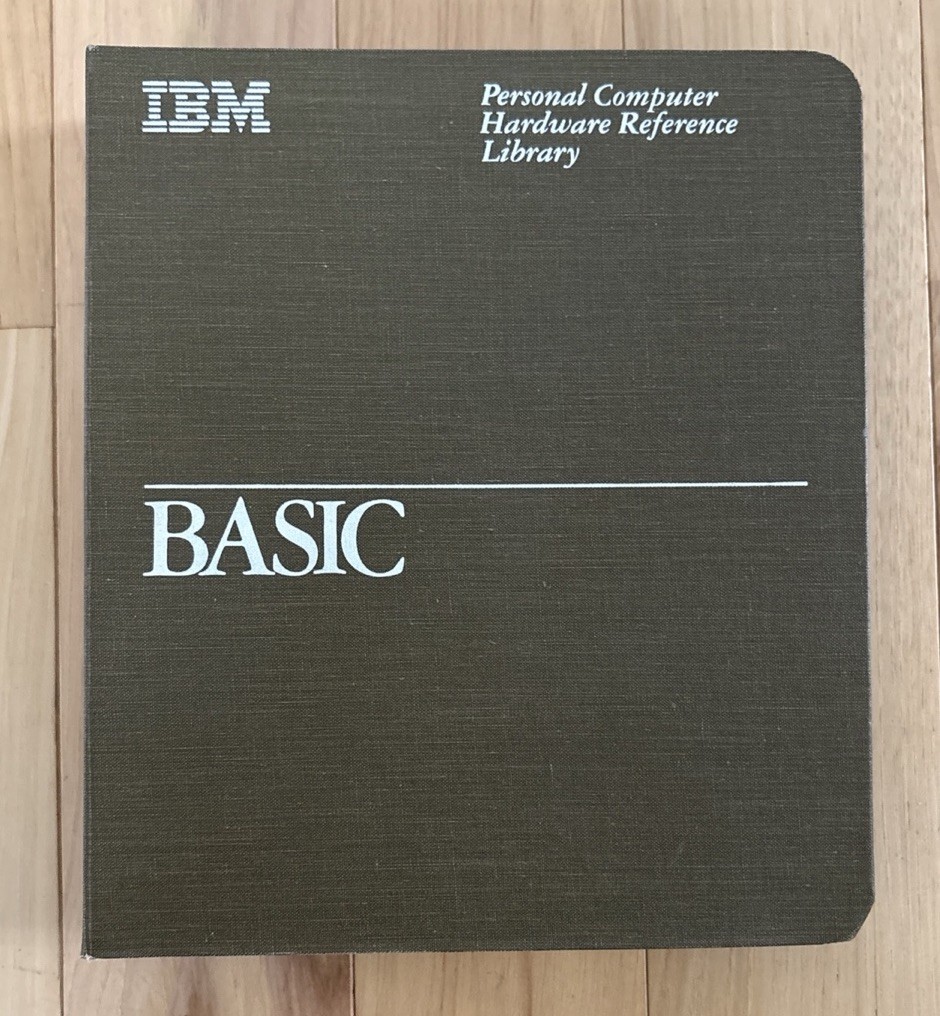 IBM
Personal Computer
Hardware Reference
Library
BASIC